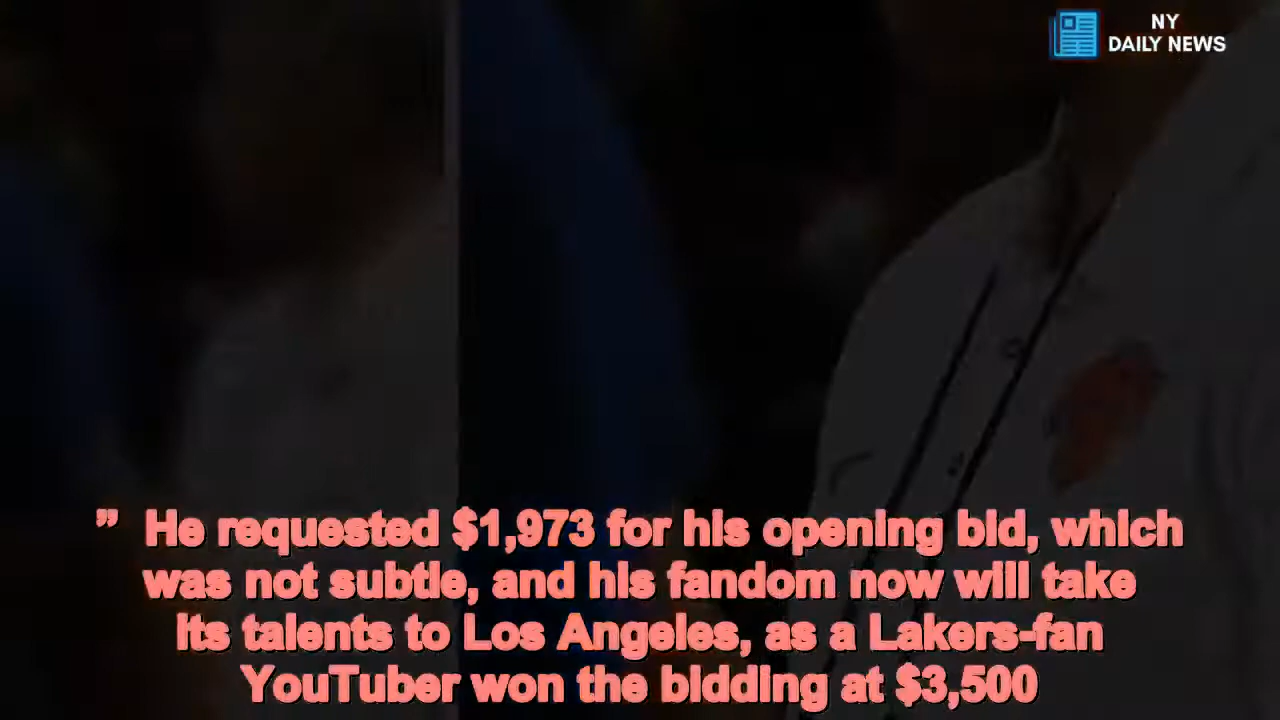 NY
DAILY NEWS
” He requested $1,973 for his opening bid, which
was not subtle, and his fandom now will take
its talents to Los Angeles, as a Lakers-fan
YouTuber won the bidding at $3,500